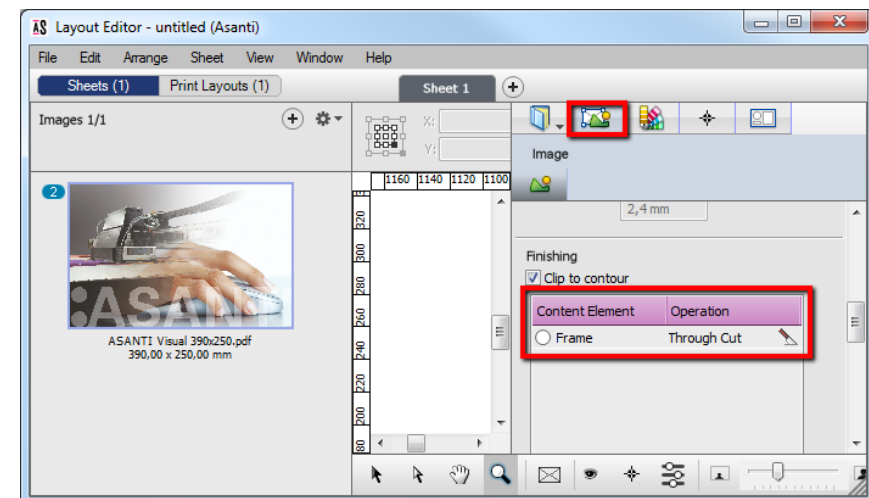 AS Layout Editor - untitled (Asanti)
File Edit Arrange Sheet View Window Help
Sheets (1) Print Layouts (1) Sheet 1
Images 1/1
X:
Y:
Image
2
1160 1140 1120 1100
320
300
280
260
240
220
200
80
2,4 mm
Finishing
Clip to contour
Content Element Operation
Frame Through Cut
:ASANTI
ASANTI Visual 390x250.pdf
390,00 x 250,00 mm